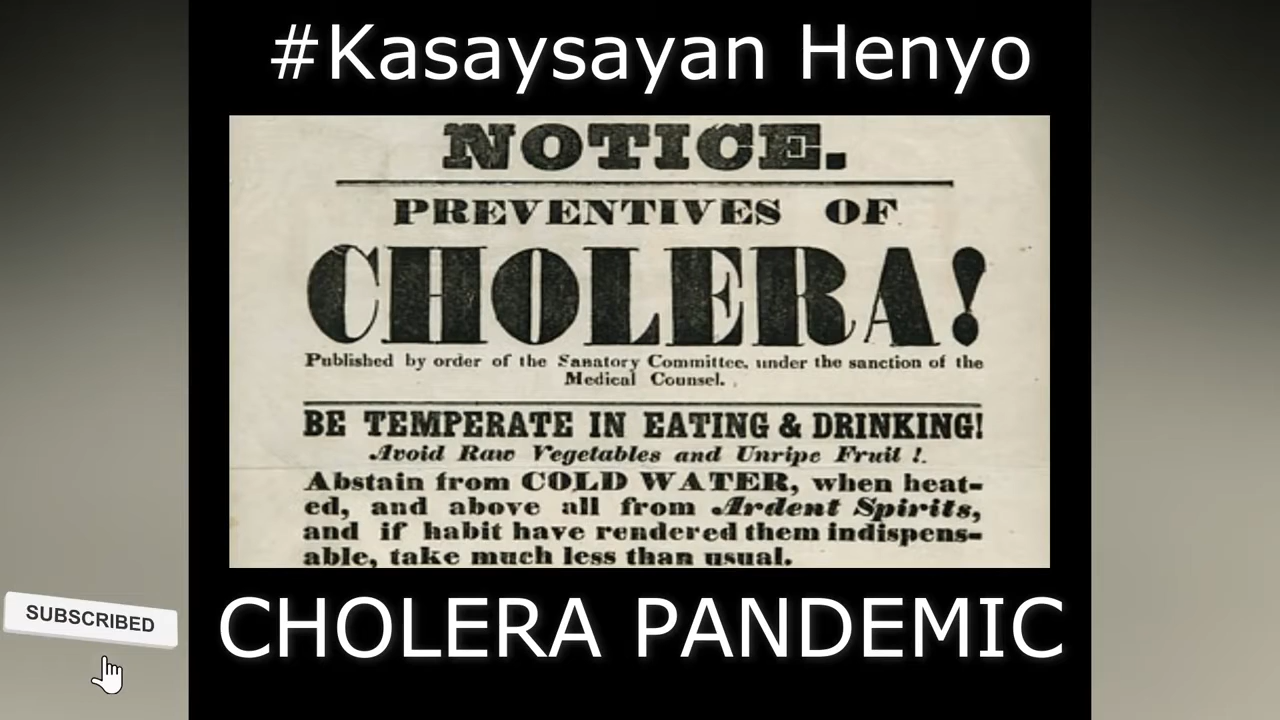 #Kasaysayan Henyo
NOTICE.
PREVENTIVES OF
CHOLERA!
Published by order of the Sanatory Committee, under the sanction of the
Medical Counsel.
BE TEMPERATE IN EATING & DRINKING!
Avoid Raw Vegetables and Unripe Fruit !.
Abstain from COLD WATER, when heat-
ed, and above all from Ardent Spirits,
and if habit have rendered them indispens-
able, take much less than usual.
SUBSCRIBED
CHOLERA PANDEMIC